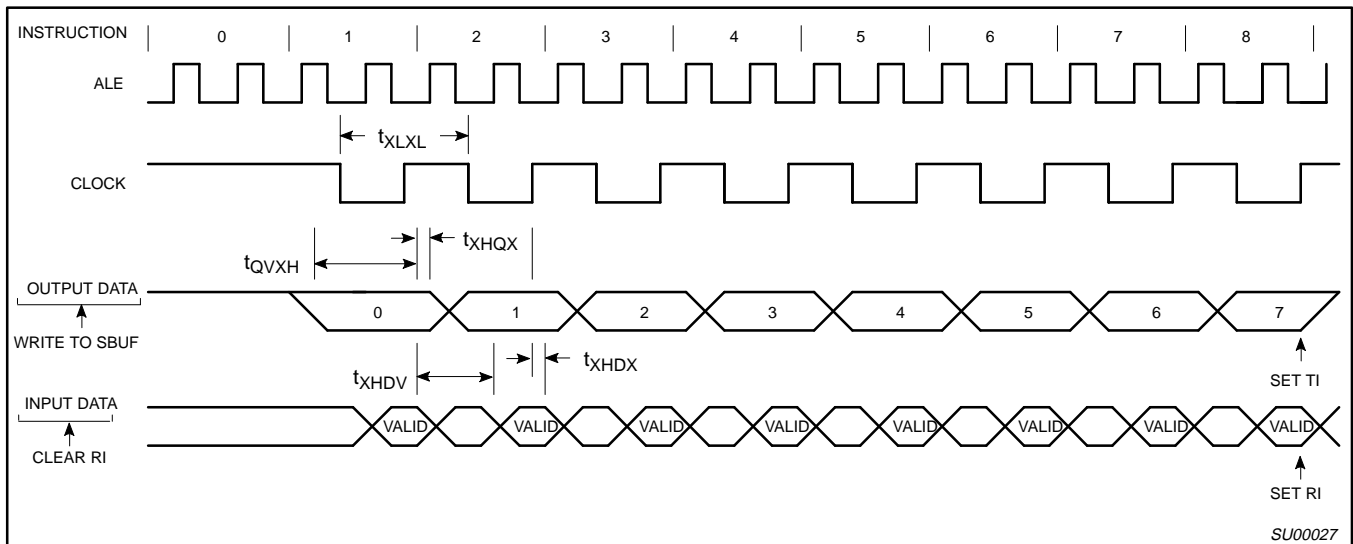 INSTRUCTION 0 1 2 3 4 5 6 7 8
ALE
tXLXL
CLOCK
tXHQX
tQVXH
OUTPUT DATA
0 1 2 3 4 5 6 7
WRITE TO SBUF
tXHDX
tXHDV
SET TI
INPUT DATA
VALID VALID VALID VALID VALID VALID VALID VALID
CLEAR RI
SET RI
SU00027